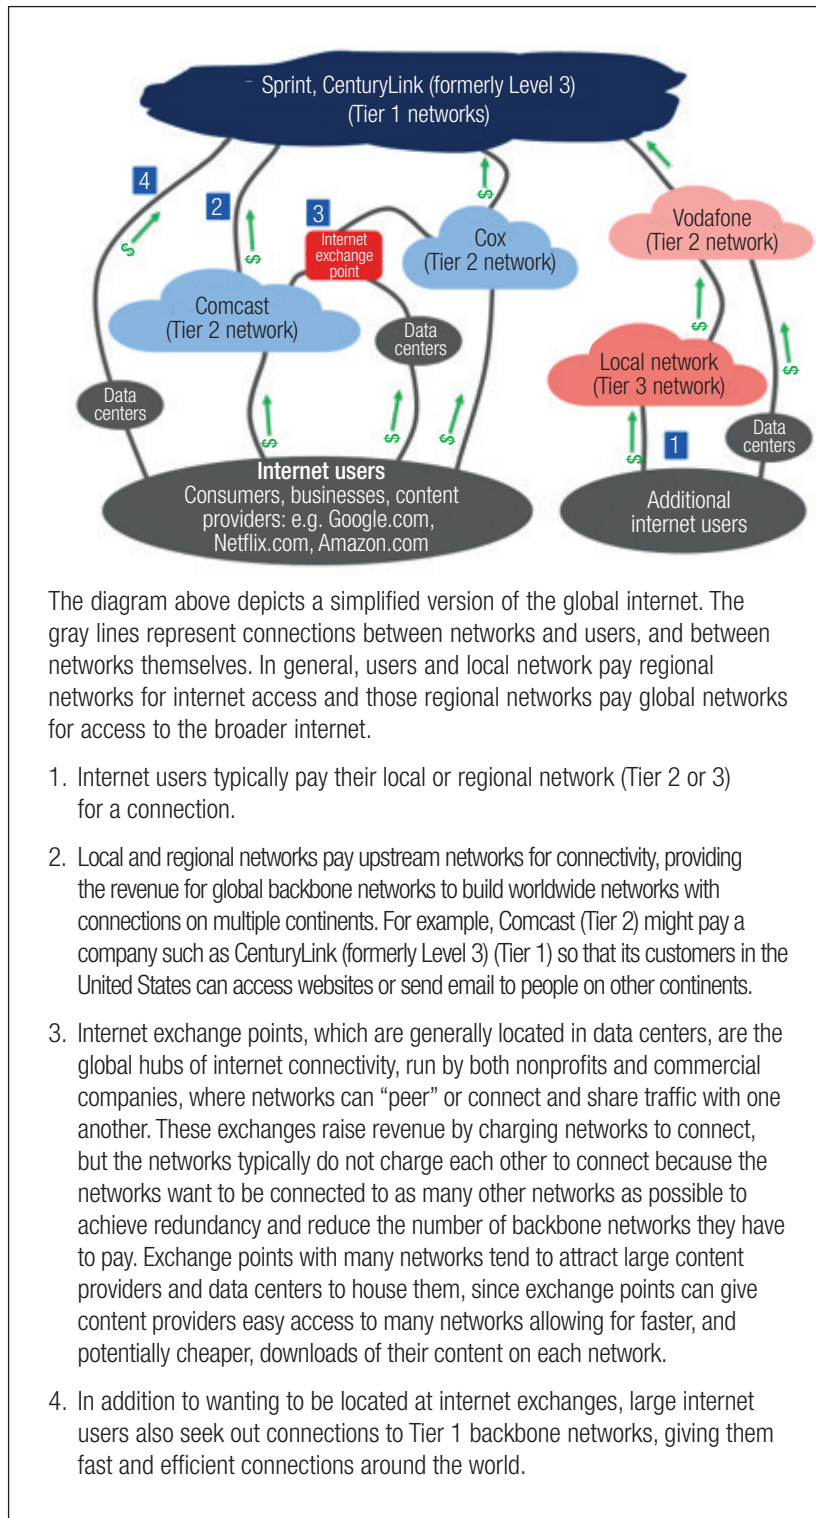 Sprint, CenturyLink (formerly Level 3)
(Tier 1 networks)
4
2
3
Internet
exchange
point
Cox
(Tier 2 network)
Vodafone
(Tier 2 network)
Comcast
(Tier 2 network)
Data
centers
Local network
(Tier 3 network)
Data
centers
Data
centers
1
$
$
$
$
$
$
$
$
$
Internet users
Consumers, businesses, content
providers: e.g. Google.com,
Netflix.com, Amazon.com
Additional
internet users
The diagram above depicts a simplified version of the global internet. The
gray lines represent connections between networks and users, and between
networks themselves. In general, users and local network pay regional
networks for internet access and those regional networks pay global networks
for access to the broader internet.
1. Internet users typically pay their local or regional network (Tier 2 or 3)
for a connection.
2. Local and regional networks pay upstream networks for connectivity, providing
the revenue for global backbone networks to build worldwide networks with
connections on multiple continents. For example, Comcast (Tier 2) might pay a
company such as CenturyLink (formerly Level 3) (Tier 1) so that its customers in the
United States can access websites or send email to people on other continents.
3. Internet exchange points, which are generally located in data centers, are the
global hubs of internet connectivity, run by both nonprofits and commercial
companies, where networks can “peer” or connect and share traffic with one
another. These exchanges raise revenue by charging networks to connect,
but the networks typically do not charge each other to connect because the
networks want to be connected to as many other networks as possible to
achieve redundancy and reduce the number of backbone networks they have
to pay. Exchange points with many networks tend to attract large content
providers and data centers to house them, since exchange points can give
content providers easy access to many networks allowing for faster, and
potentially cheaper, downloads of their content on each network.
4. In addition to wanting to be located at internet exchanges, large internet
users also seek out connections to Tier 1 backbone networks, giving them
fast and efficient connections around the world.